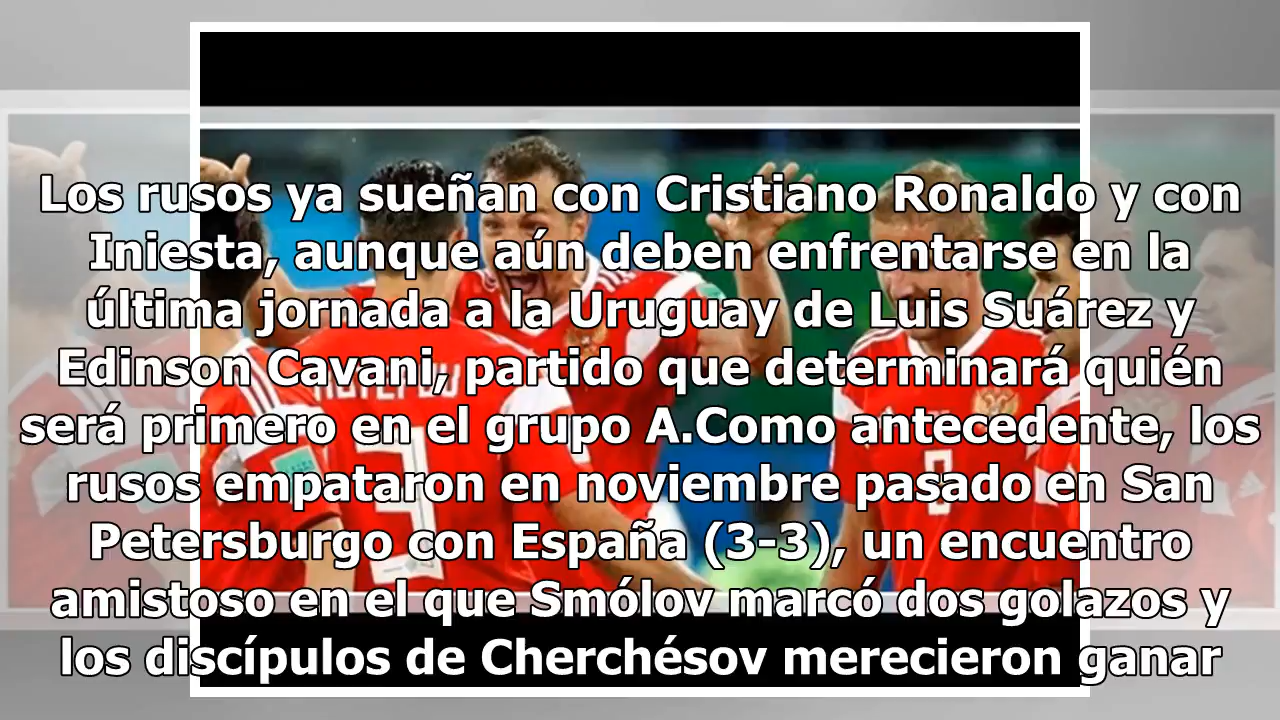 Los rusos ya sueñan con Cristiano Ronaldo y con
Iniesta, aunque aún deben enfrentarse en la
última jornada a la Uruguay de Luis Suárez y
Edinson Cavani, partido que determinará quién
será primero en el grupo A.Como antecedente, los
rusos empataron en noviembre pasado en San
Petersburgo con España (3-3), un encuentro
amistoso en el que Smólov marcó dos golazos y
los discípulos de Cherchésov merecieron ganar